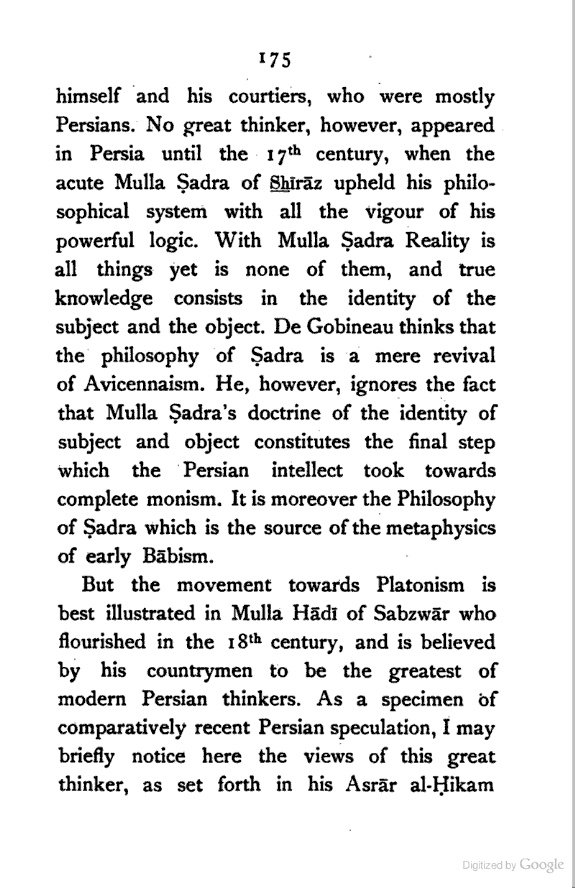 175
himself and his courtiers, who were mostly
Persians. No great thinker, however, appeared
in Persia until the 17th century, when the
acute Mulla Ṣadra of S͟hīrāz upheld his philo-
sophical system with all the vigour of his
powerful logic. With Mulla Ṣadra Reality is
all things yet is none of them, and true
knowledge consists in the identity of the
subject and the object. De Gobineau thinks that
the philosophy of Ṣadra is a mere revival
of Avicennaism. He, however, ignores the fact
that Mulla Ṣadra's doctrine of the identity of
subject and object constitutes the final step
which the Persian intellect took towards
complete monism. It is moreover the Philosophy
of Ṣadra which is the source of the metaphysics
of early Bābism.
But the movement towards Platonism is
best illustrated in Mulla Hādī of Sabzwār who
flourished in the 18th century, and is believed
by his countrymen to be the greatest of
modern Persian thinkers. As a specimen of
comparatively recent Persian speculation, I may
briefly notice here the views of this great
thinker, as set forth in his Asrār al-Ḥikam
Digitized by Google